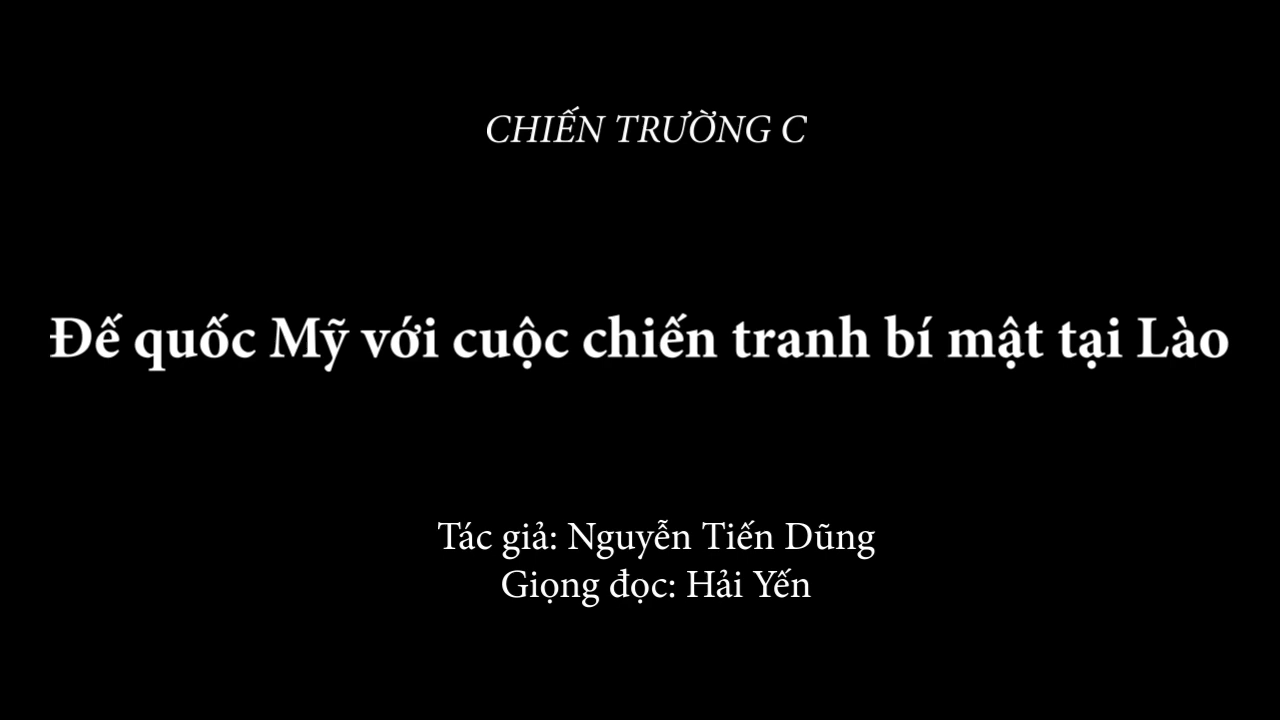 CHIẾN TRƯỜNG C
Đế quốc Mỹ với cuộc chiến tranh bí mật tại Lào
Tác giả: Nguyễn Tiến Dũng
Giọng đọc: Hải Yến